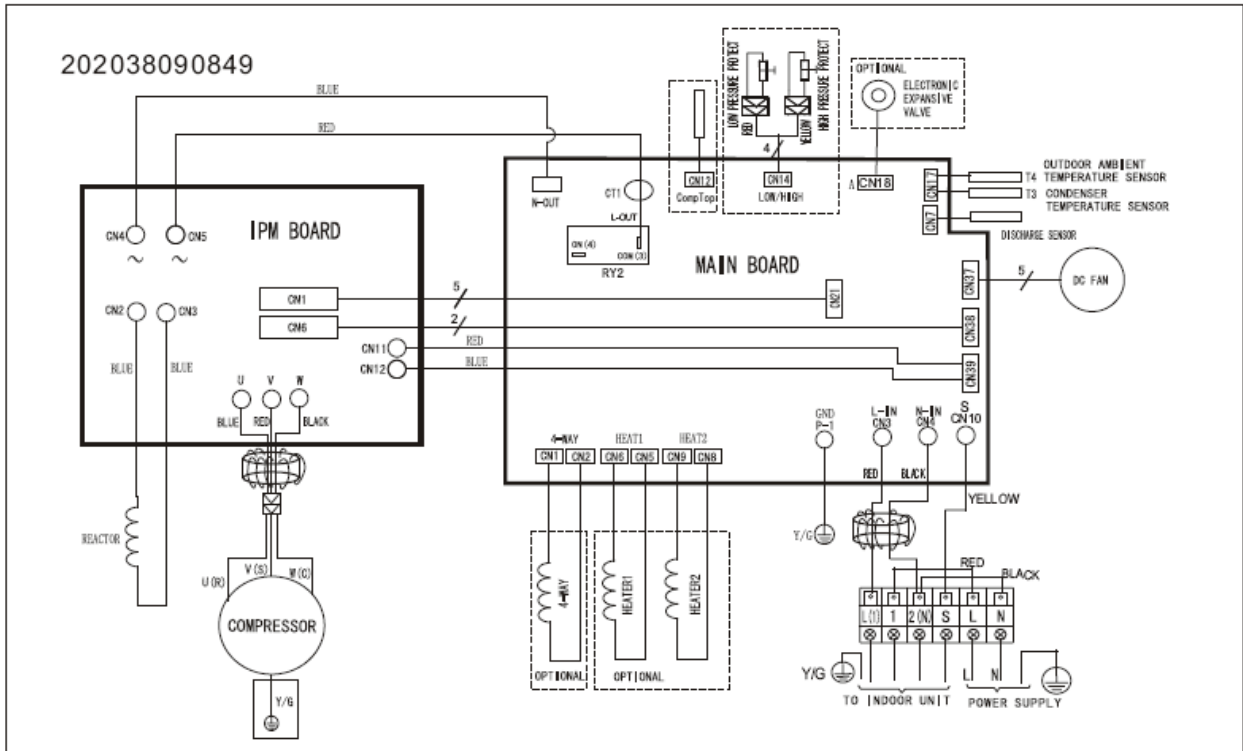 202038090849
BLUE
RED
LOW PRESSURE PROTECT
RED
YELLOW
HIGH PRESSURE PROTECT
4
OPTIONAL
ELECTRONIC
EXPANSIVE
VALVE
CN12
CompTop
CN14
LOW/HIGH
A CN18
CN17
T4 OUTDOOR AMBIENT
TEMPERATURE SENSOR
T3 CONDENSER
TEMPERATURE SENSOR
CN7
DISCHARGE SENSOR
IPM BOARD
CN4
CN5
~
~
N-OUT
CT1
L-OUT
ON(4)
COM(3)
RY2
MAIN BOARD
CN37
5
DC FAN
CN2
CN3
CN1
5
CN21
CN6
2
CN38
RED
CN11
BLUE
CN12
CN39
BLUE
BLUE
U
V
W
BLUE
RED
BLACK
4-WAY
HEAT1
HEAT2
CN1
CN2
CN6
CN5
CN9
CN8
GND
P-1
L-IN
CN3
N-IN
CN4
S
CN10
RED
BLACK
YELLOW
REACTOR
Y/G
U(R)
V(S)
W(C)
COMPRESSOR
Y/G
4-WAY
HEATER1
HEATER2
OPTIONAL
OPTIONAL
RED
BLACK
L(1)
1
2(N)
S
L
N
Y/G
L
N
TO INDOOR UNIT
POWER SUPPLY